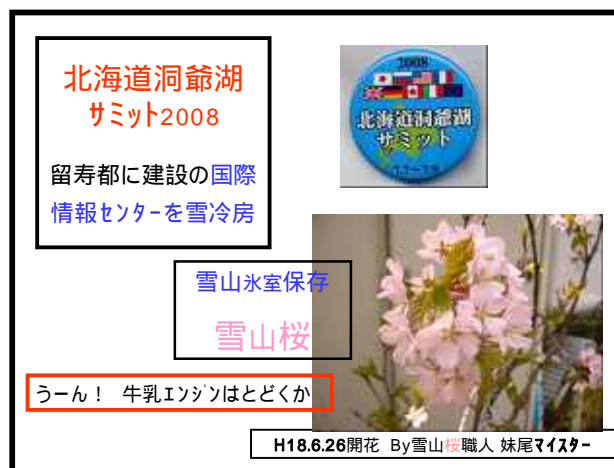 北海道洞爺湖
ｻﾐｯﾄ2008
留寿都に建設の国際
情報ｾﾝﾀｰを雪冷房
2008
北海道洞爺湖
サミット
雪山氷室保存
雪山桜
うーん！ 牛乳ｴﾝｼﾞﾝはとどくか
H18.6.26開花 By雪山桜職人 妹尾ﾏｲｽﾀｰ